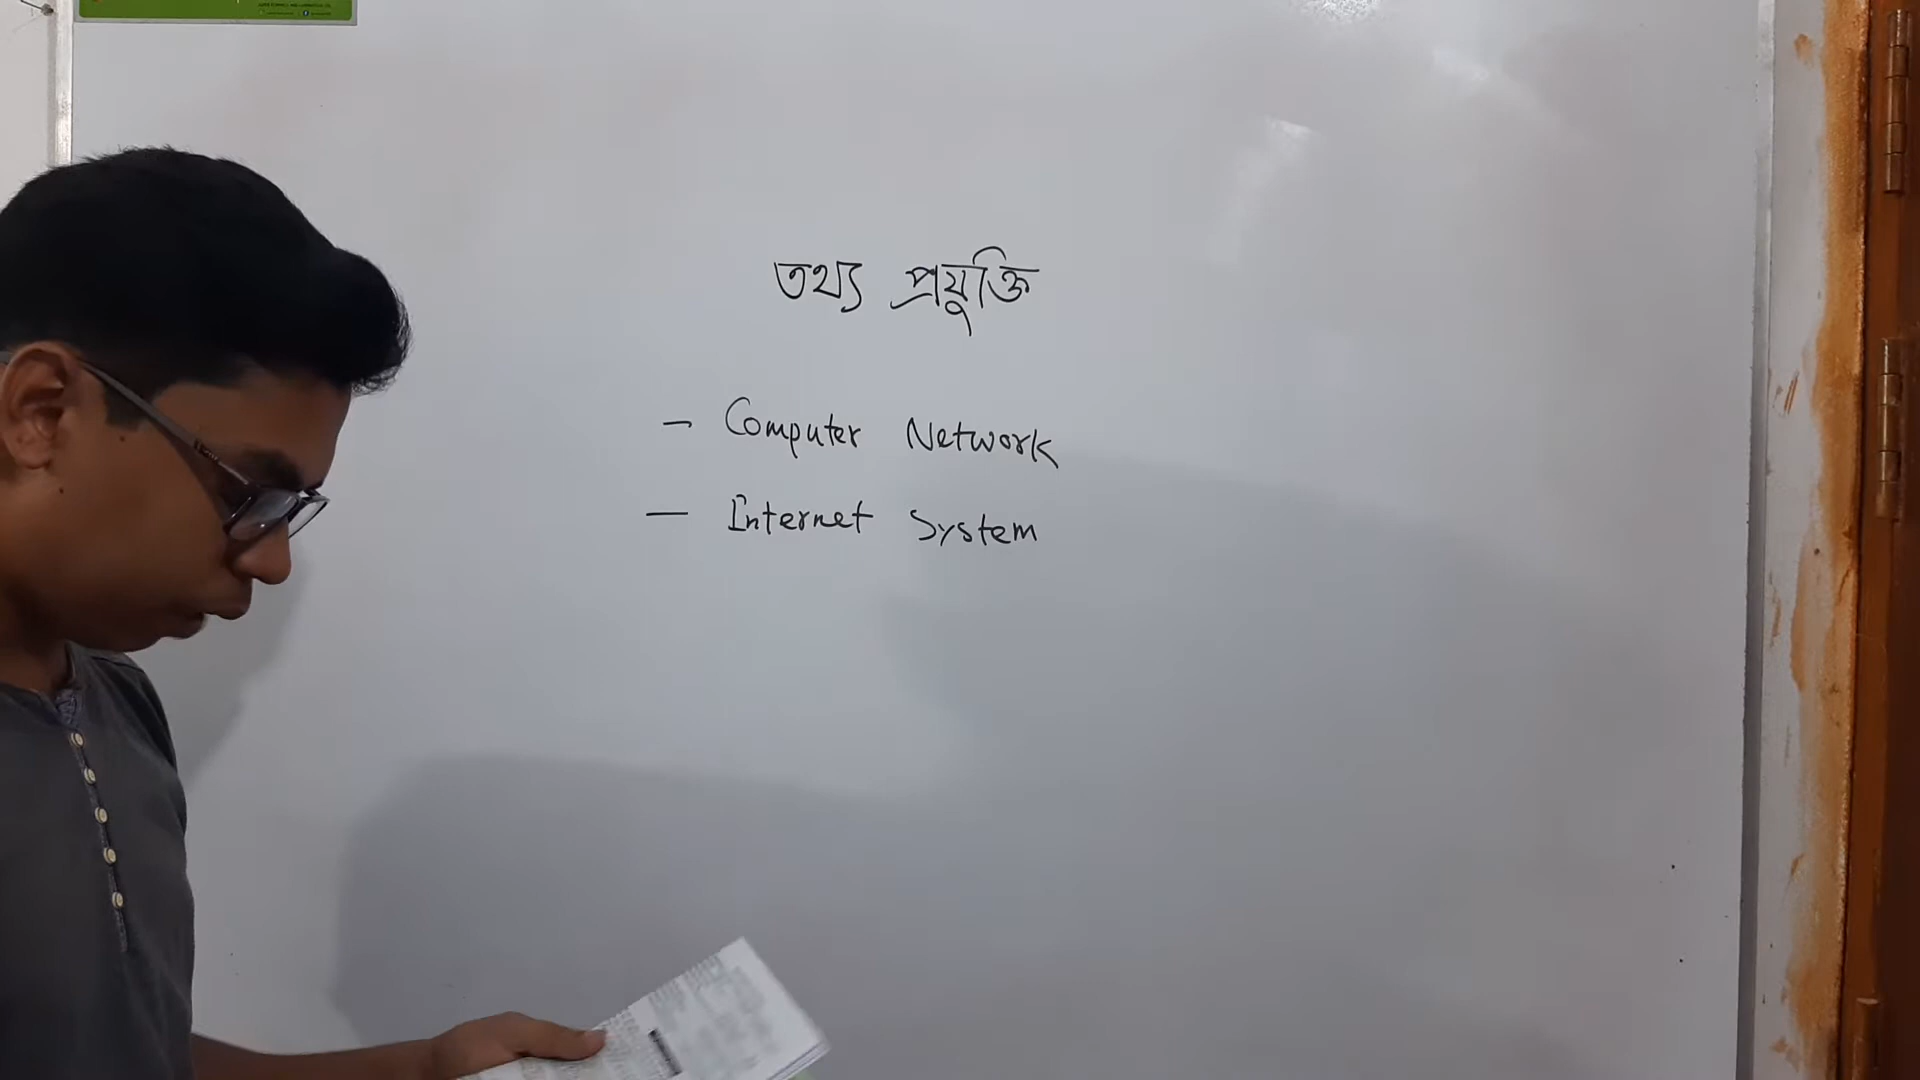 তথ্য প্রযুক্তি
— Computer Network
— Internet System